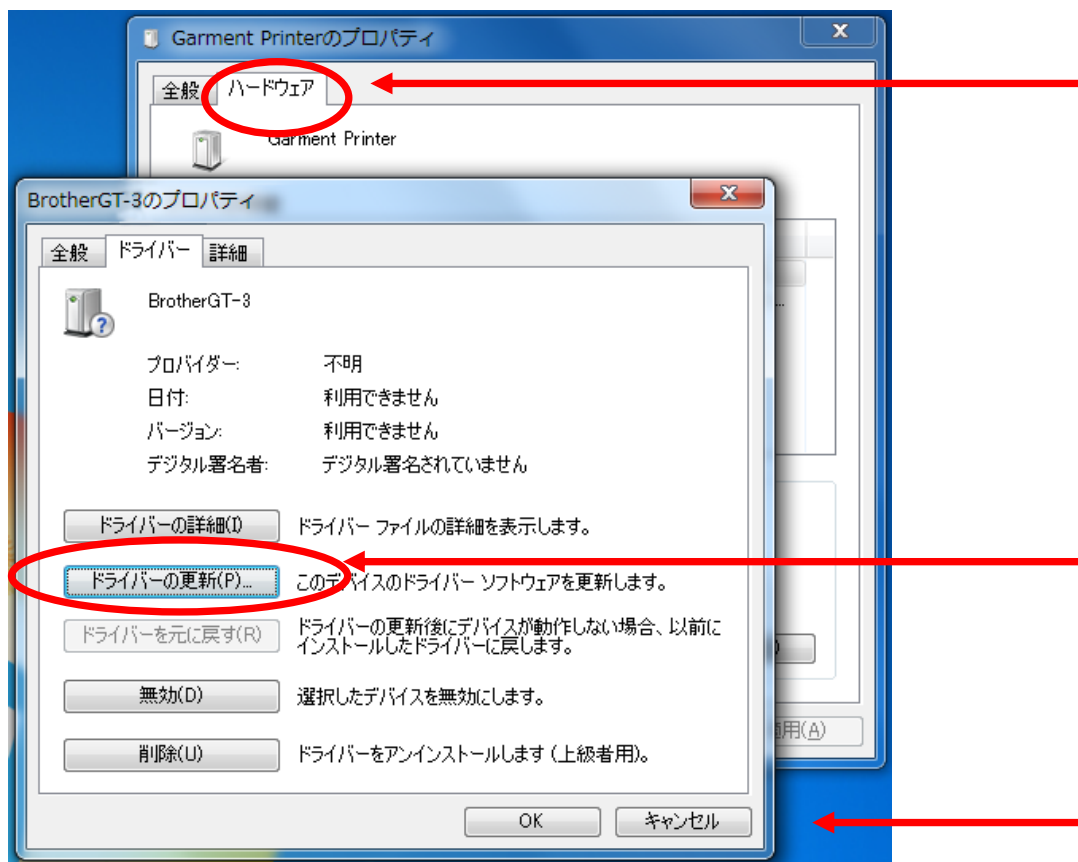 Garment Printerのプロパティ
全般 ハードウェア
Garment Printer
BrotherGT-3のプロパティ
全般 ドライバー 詳細
BrotherGT-3
プロバイダー: 不明
日付: 利用できません
バージョン: 利用できません
デジタル署名者: デジタル署名されていません
ドライバーの詳細(I) ドライバー ファイルの詳細を表示します。
ドライバーの更新(P)... このデバイスのドライバー ソフトウェアを更新します。
ドライバーを元に戻す(R) ドライバーの更新後にデバイスが動作しない場合、以前に
インストールしたドライバーに戻します。
無効(D) 選択したデバイスを無効にします。
用(A)
削除(U) ドライバーをアンインストールします (上級者用)。
OK キャンセル